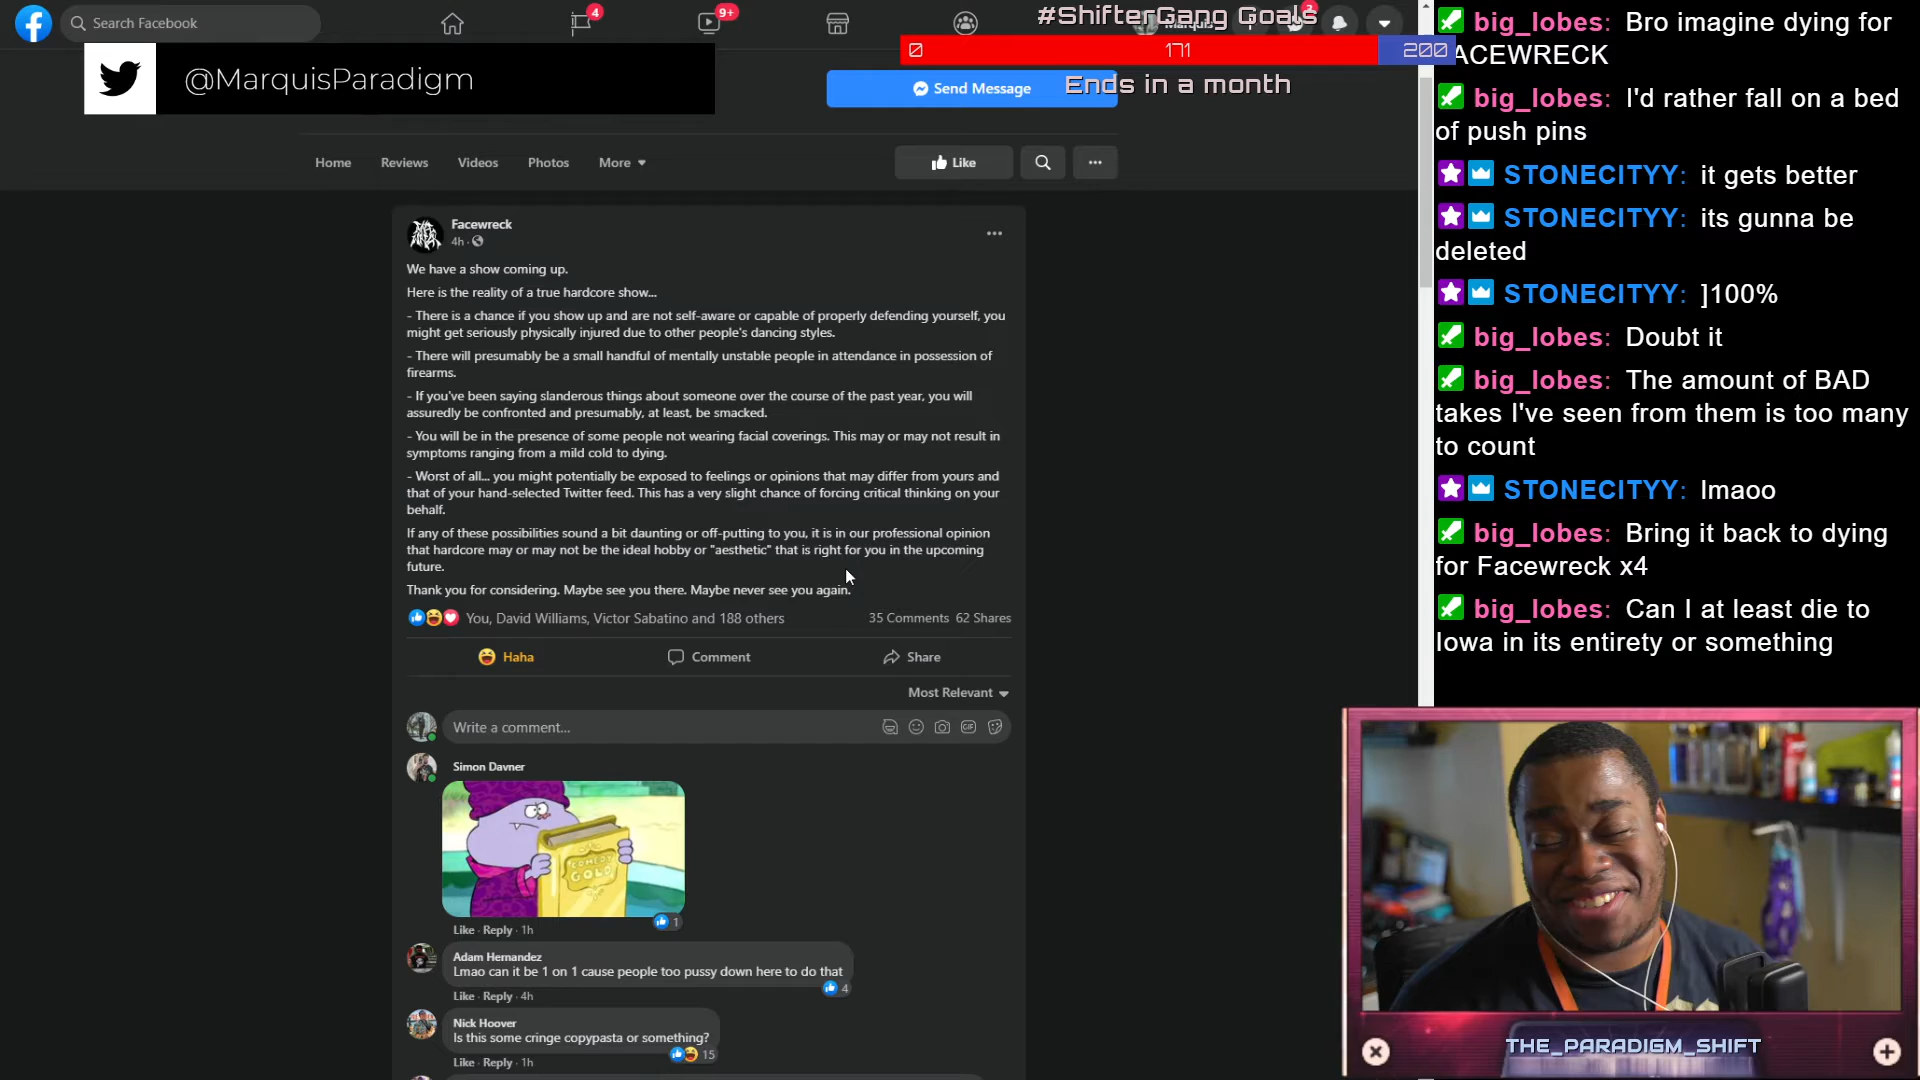 Search Facebook
4
9+
3
#ShifterGang Goals
0
171
200
Ends in a month
@MarquisParadigm
Send Message
Home
Reviews
Videos
Photos
More
Like
Facewreck
4h ·
We have a show coming up.
Here is the reality of a true hardcore show...
- There is a chance if you show up and are not self-aware or capable of properly defending yourself, you
might get seriously physically injured due to other people's dancing styles.
- There will presumably be a small handful of mentally unstable people in attendance in possession of
firearms.
- If you've been saying slanderous things about someone over the course of the past year, you will
assuredly be confronted and presumably, at least, be smacked.
- You will be in the presence of some people not wearing facial coverings. This may or may not result in
symptoms ranging from a mild cold to dying.
- Worst of all... you might potentially be exposed to feelings or opinions that may differ from yours and
that of your hand-selected Twitter feed. This has a very slight chance of forcing critical thinking on your
behalf.
If any of these possibilities sound a bit daunting or off-putting to you, it is in our professional opinion
that hardcore may or may not be the ideal hobby or "aesthetic" that is right for you in the upcoming
future.
Thank you for considering. Maybe see you there. Maybe never see you again.
You, David Williams, Victor Sabatino and 188 others
35 Comments 62 Shares
Haha
Comment
Share
Most Relevant
Write a comment...
GIF
Simon Davner
COMEDY
GOLD
1
Like · Reply · 1h
Adam Hernandez
Lmao can it be 1 on 1 cause people too pussy down here to do that
4
Like · Reply · 4h
Nick Hoover
Is this some cringe copypasta or something?
15
Like · Reply · 1h
big_lobes: Bro imagine dying for
ACEWRECK
big_lobes: I'd rather fall on a bed
of push pins
STONECITYY: it gets better
STONECITYY: its gunna be
deleted
STONECITYY: ]100%
big_lobes: Doubt it
big_lobes: The amount of BAD
takes I've seen from them is too many
to count
STONECITYY: lmaoo
big_lobes: Bring it back to dying
for Facewreck x4
big_lobes: Can I at least die to
Iowa in its entirety or something
THE_PARADIGM_SHIFT